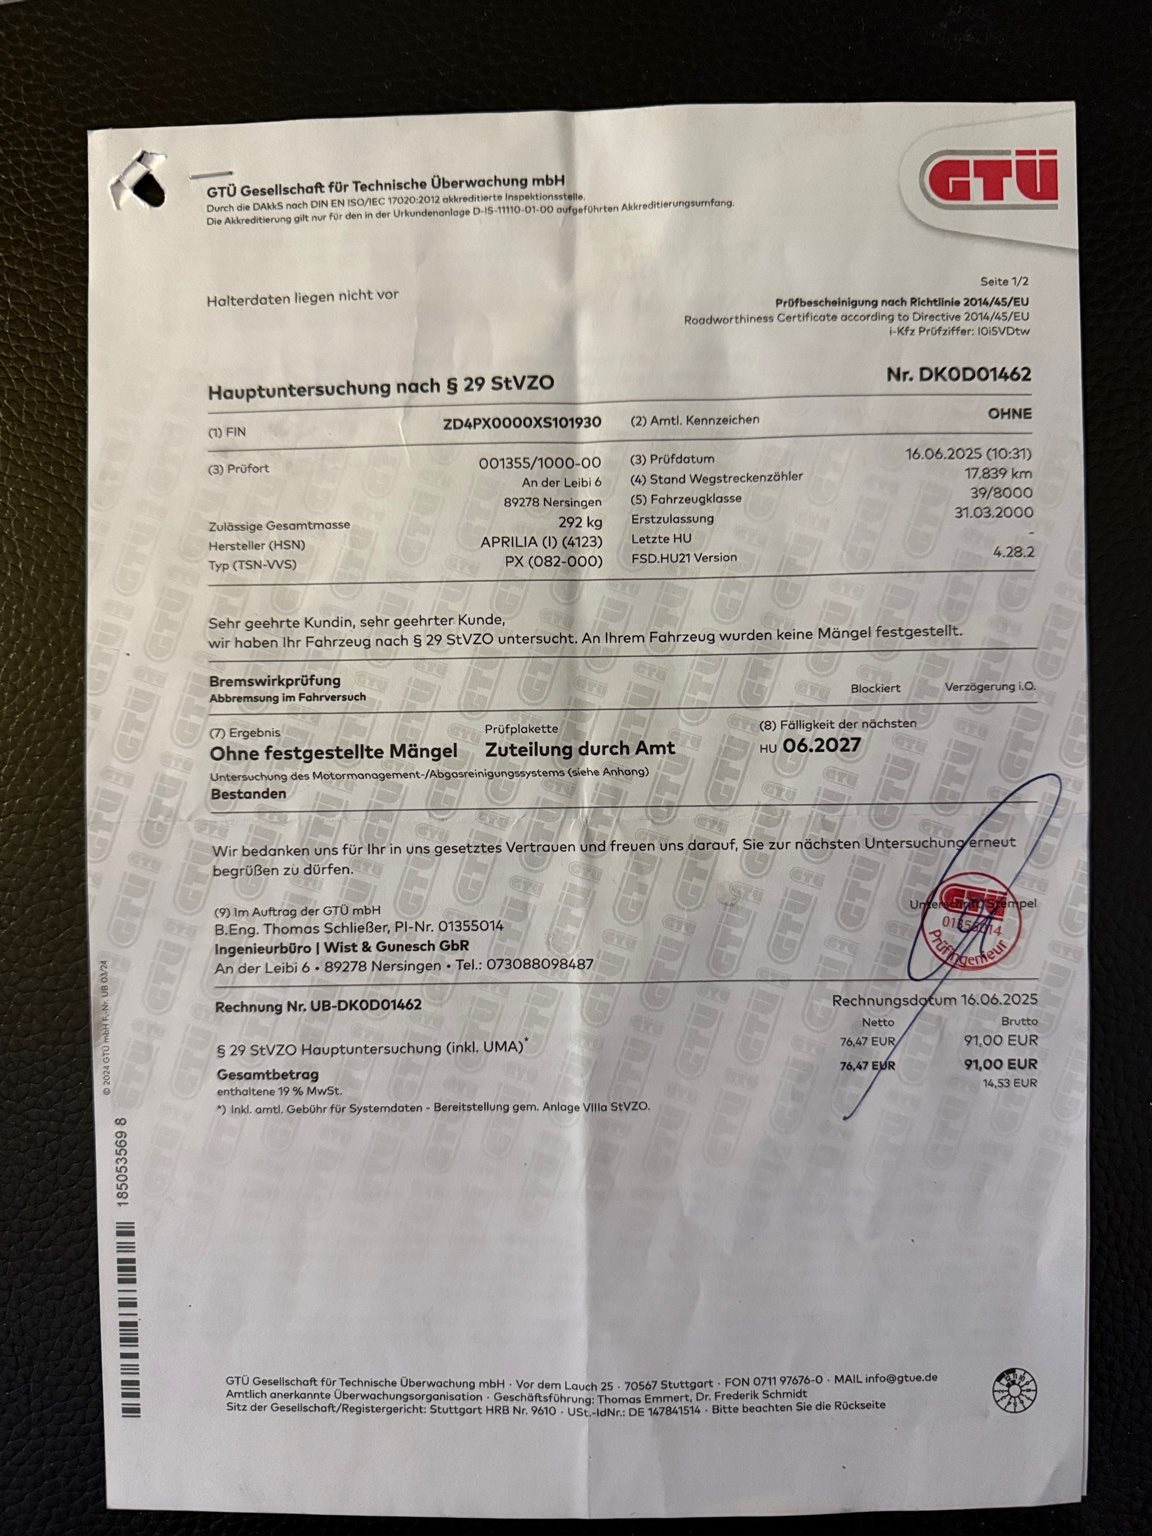 GTÜ Gesellschaft für Technische Überwachung mbH
Durch die DAkkS nach DIN EN ISO/IEC 17020:2012 akkreditierte Inspektionsstelle.
Die Akkreditierung gilt nur für den in der Urkundenanlage D-IS-11110-01-00 aufgeführten Akkreditierungsumfang.
GTÜ
Halterdaten liegen nicht vor
Seite 1/2
Prüfbescheinigung nach Richtlinie 2014/45/EU
Roadworthiness Certificate according to Directive 2014/45/EU
i-Kfz Prüfziffer: I0i5VDtw
Hauptuntersuchung nach § 29 StVZO Nr. DK0D01462
(1) FIN ZD4PX0000XS101930 (2) Amtl. Kennzeichen OHNE
(3) Prüfort 001355/1000-00 (3) Prüfdatum 16.06.2025 (10:31)
An der Leibi 6 (4) Stand Wegstreckenzähler 17.839 km
89278 Nersingen (5) Fahrzeugklasse 39/8000
Zulässige Gesamtmasse 292 kg Erstzulassung 31.03.2000
Hersteller (HSN) APRILIA (I) (4123) Letzte HU -
Typ (TSN-VVS) PX (082-000) FSD.HU21 Version 4.28.2
Sehr geehrte Kundin, sehr geehrter Kunde,
wir haben Ihr Fahrzeug nach § 29 StVZO untersucht. An Ihrem Fahrzeug wurden keine Mängel festgestellt.
Bremswirkprüfung
Abbremsung im Fahrversuch Blockiert Verzögerung i.O.
(7) Ergebnis Prüfplakette (8) Fälligkeit der nächsten
Ohne festgestellte Mängel Zuteilung durch Amt HU 06.2027
Untersuchung des Motormanagement-/Abgasreinigungssystems (siehe Anhang)
Bestanden
Wir bedanken uns für Ihr in uns gesetztes Vertrauen und freuen uns darauf, Sie zur nächsten Untersuchung erneut
begrüßen zu dürfen.
(9) Im Auftrag der GTÜ mbH Unterschrift/Stempel
B.Eng. Thomas Schließer, PI-Nr. 01355014
Ingenieurbüro | Wist & Gunesch GbR
An der Leibi 6 • 89278 Nersingen • Tel.: 073088098487
GTÜ
01355014
Prüfingenieur
Rechnung Nr. UB-DK0D01462 Rechnungsdatum 16.06.2025
Netto Brutto
§ 29 StVZO Hauptuntersuchung (inkl. UMA)* 76,47 EUR 91,00 EUR
Gesamtbetrag 76,47 EUR 91,00 EUR
enthaltene 19 % MwSt. 14,53 EUR
*) Inkl. amtl. Gebühr für Systemdaten - Bereitstellung gem. Anlage VIIIa StVZO.
© 2024 GTÜ mbH F.-Nr. UB 03/24
185053569 8
GTÜ Gesellschaft für Technische Überwachung mbH · Vor dem Lauch 25 · 70567 Stuttgart · FON 0711 97676-0 · MAIL info@gtue.de
Amtlich anerkannte Überwachungsorganisation · Geschäftsführung: Thomas Emmert, Dr. Frederik Schmidt
Sitz der Gesellschaft/Registergericht: Stuttgart HRB Nr. 9610 · USt.-IdNr.: DE 147841514 · Bitte beachten Sie die Rückseite